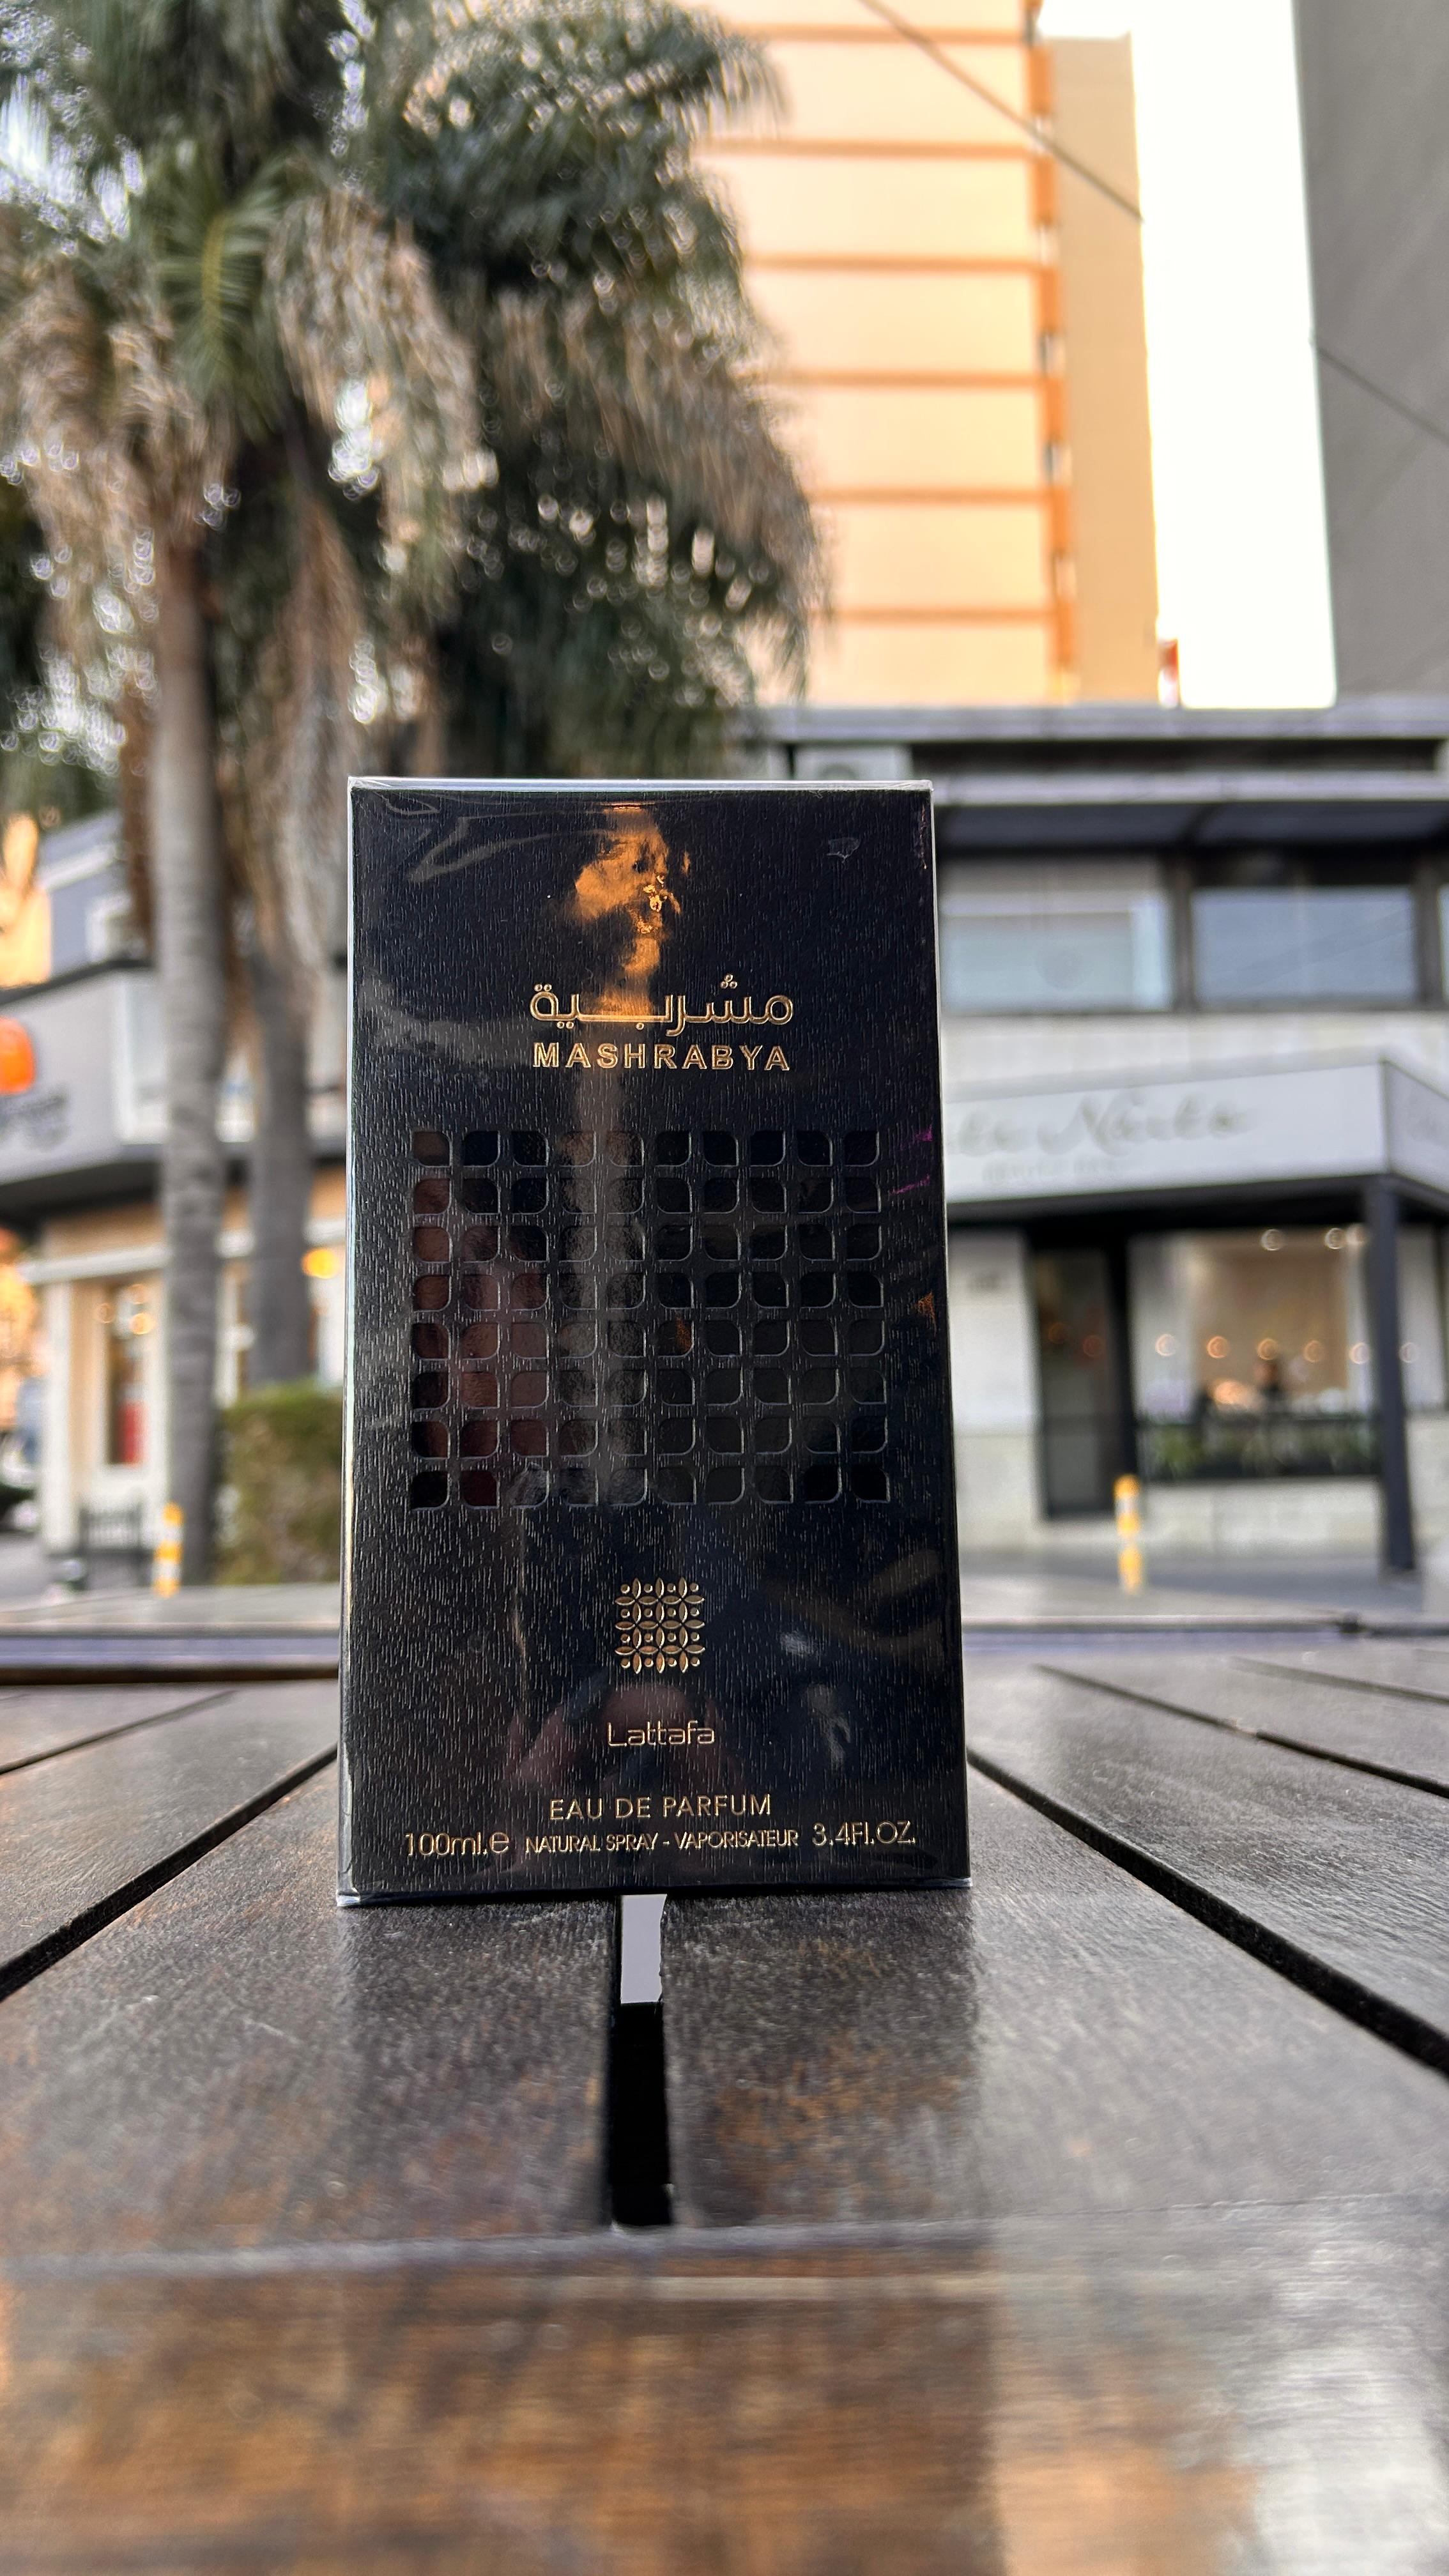 مشربية
MASHRABYA
Lattafa
EAU DE PARFUM
100ml.e NATURAL SPRAY - VAPORISATEUR 3.4Fl.OZ.